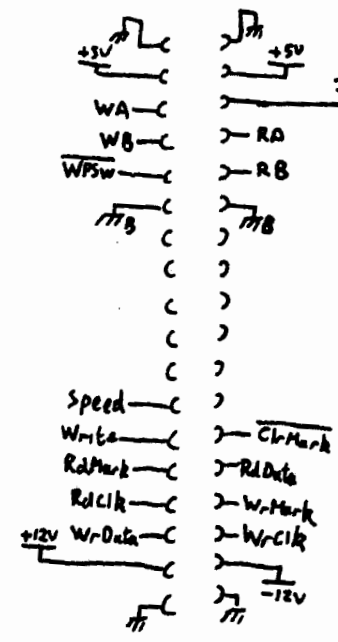 +5V +5V
WA
WB RA
WPSW RB
B B
Speed
Write ClrMark
RdMark RdData
RdClk WrMark
WrData WrClk
+12V
-12V